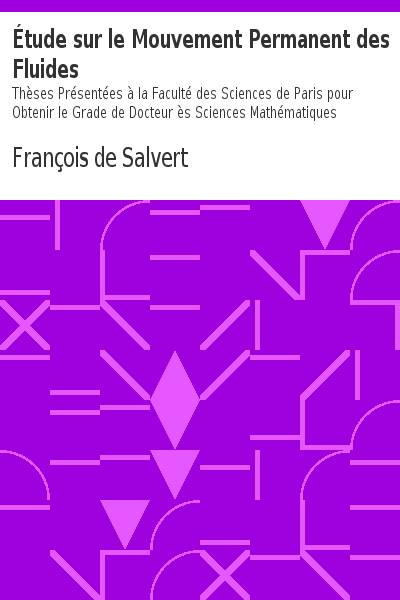 Étude sur le Mouvement Permanent des
Fluides
Thèses Présentées à la Faculté des Sciences de Paris pour
Obtenir le Grade de Docteur ès Sciences Mathématiques
François de Salvert